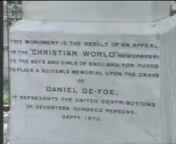 THIS MONUMENT IS THE RESULT OF AN APPEAL
IN THE "CHRISTIAN WORLD" NEWSPAPER
TO THE BOYS AND GIRLS OF ENGLAND FOR FUNDS
TO PLACE A SUITABLE MEMORIAL UPON THE GRAVE
OF
DANIEL DE-FOE.
IT REPRESENTS THE UNITED CONTRIBUTIONS
OF SEVENTEEN HUNDRED PERSONS.
SEPTR 1870.